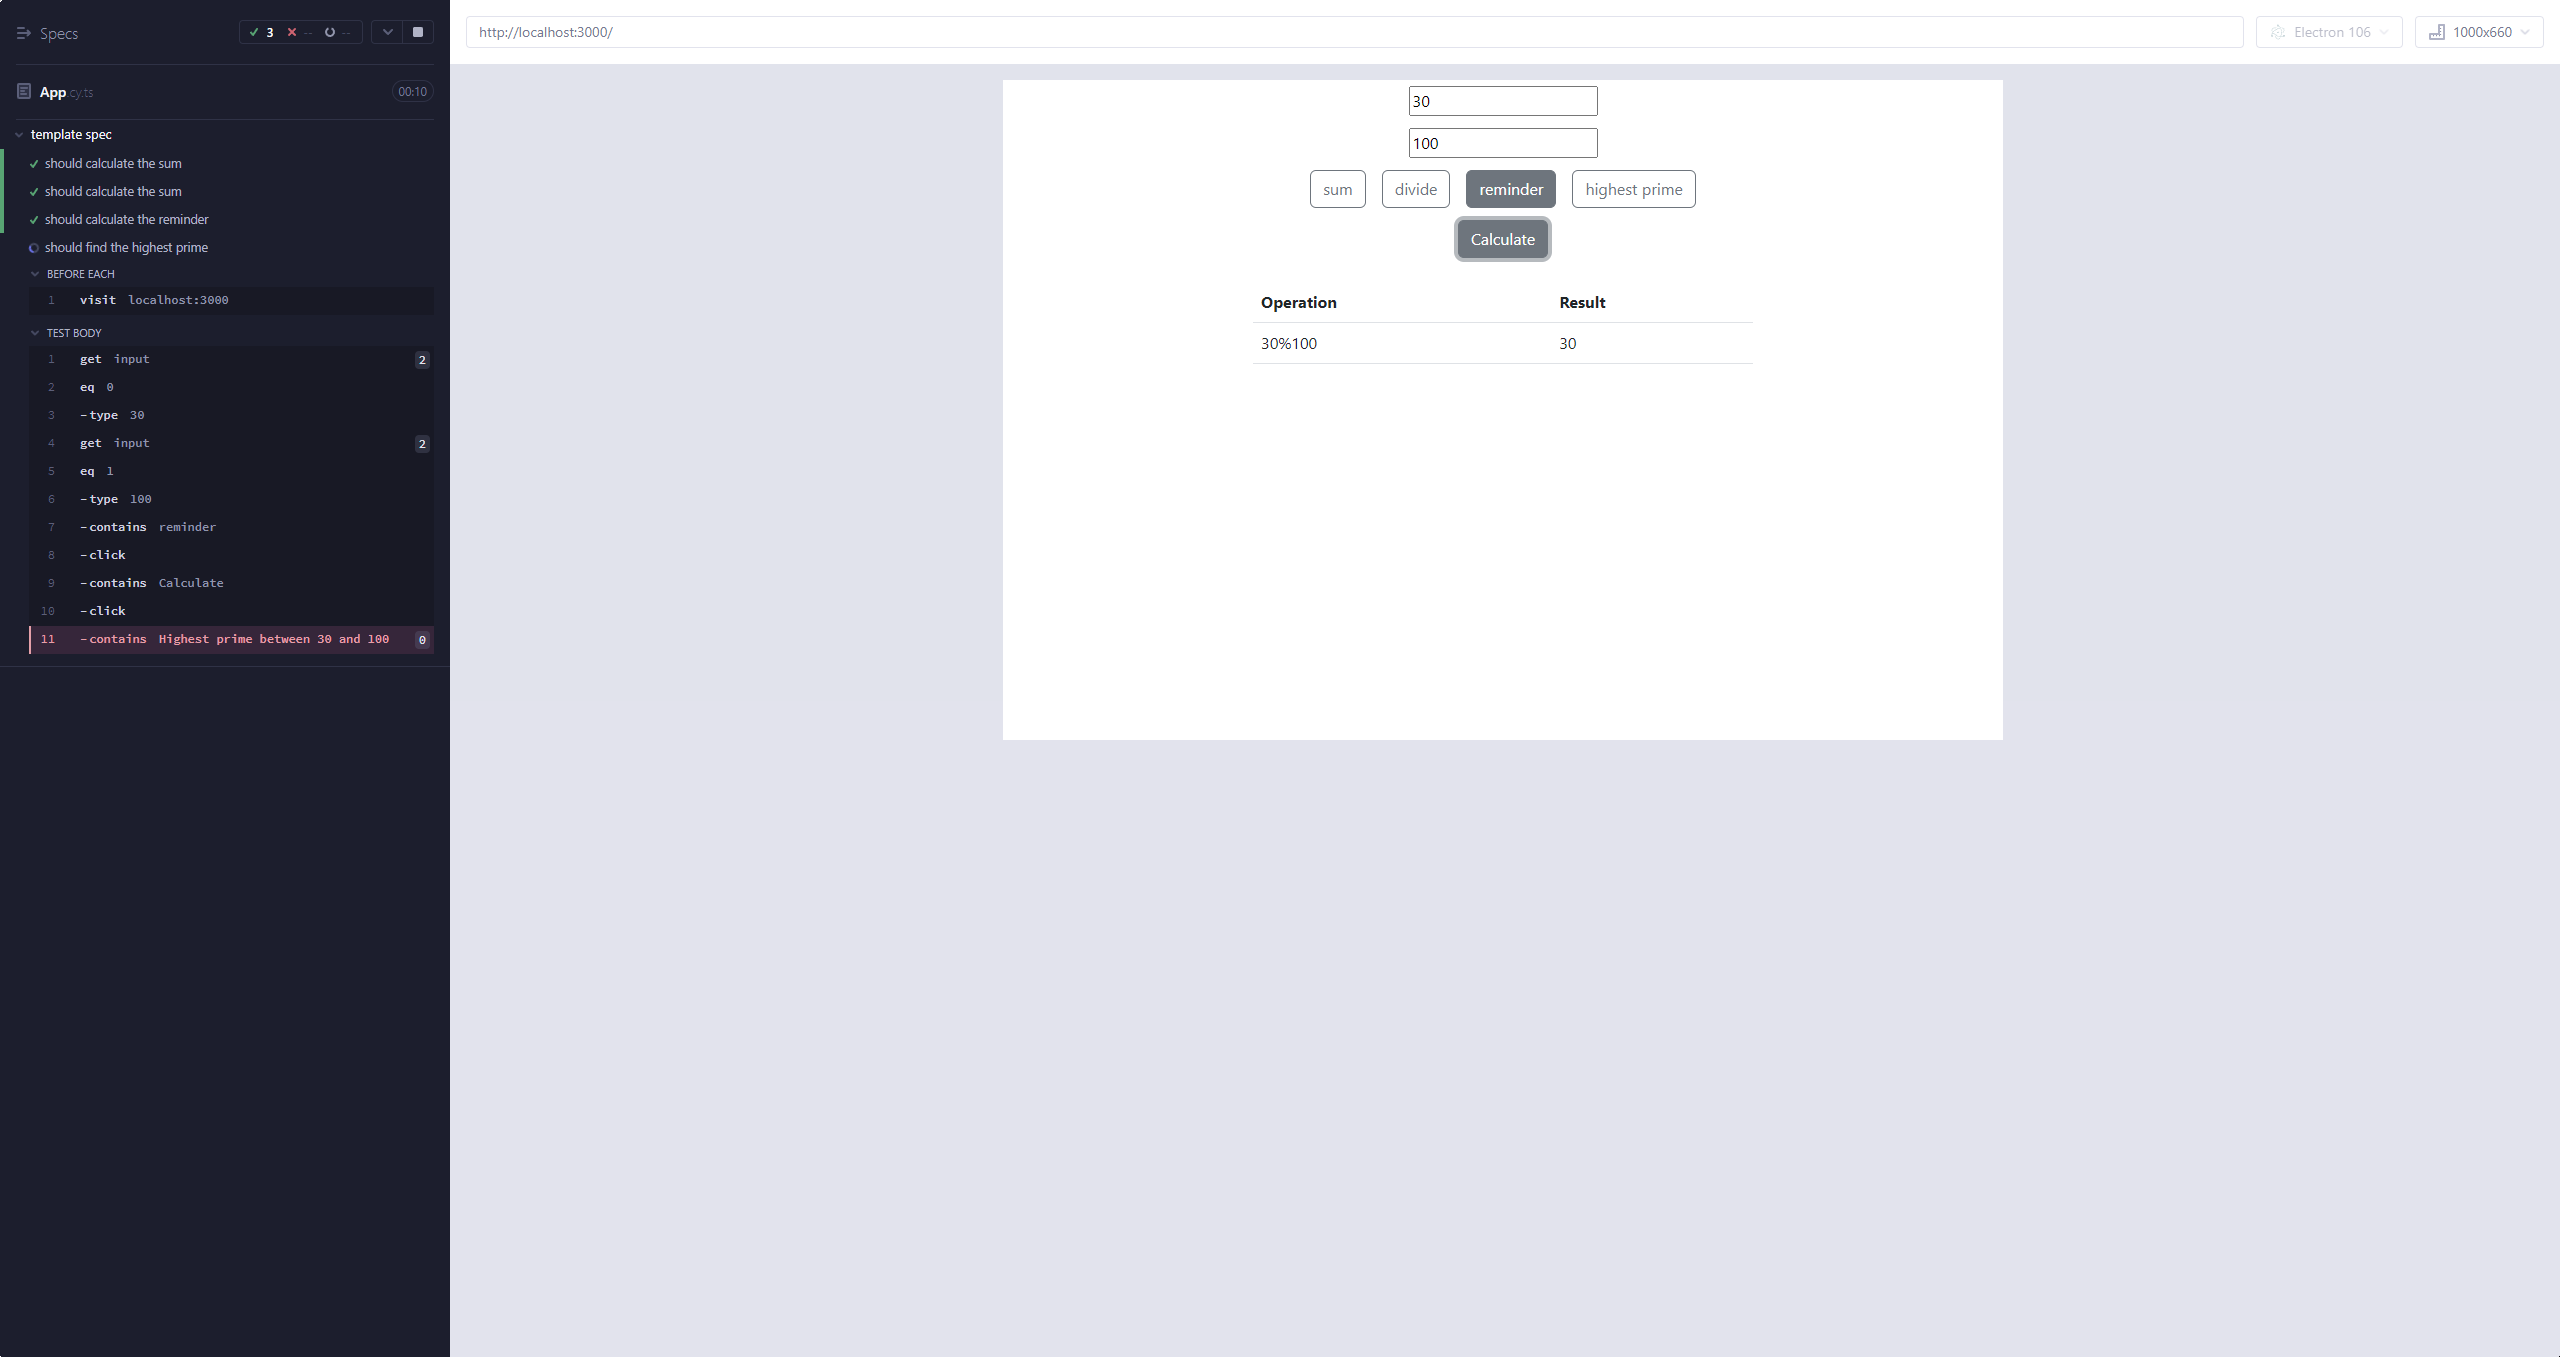 Specs
3 -- --
App.cy.ts 00:10
template spec
should calculate the sum
should calculate the sum
should calculate the reminder
should find the highest prime
BEFORE EACH
1 visit localhost:3000
TEST BODY
1 get input 2
2 eq 0
3 -type 30
4 get input 2
5 eq 1
6 -type 100
7 -contains reminder
8 -click
9 -contains Calculate
10 -click
11 -contains Highest prime between 30 and 100 0
http://localhost:3000/ Electron 106 1000x660
30
100
sum divide reminder highest prime
Calculate
Operation Result
30%100 30